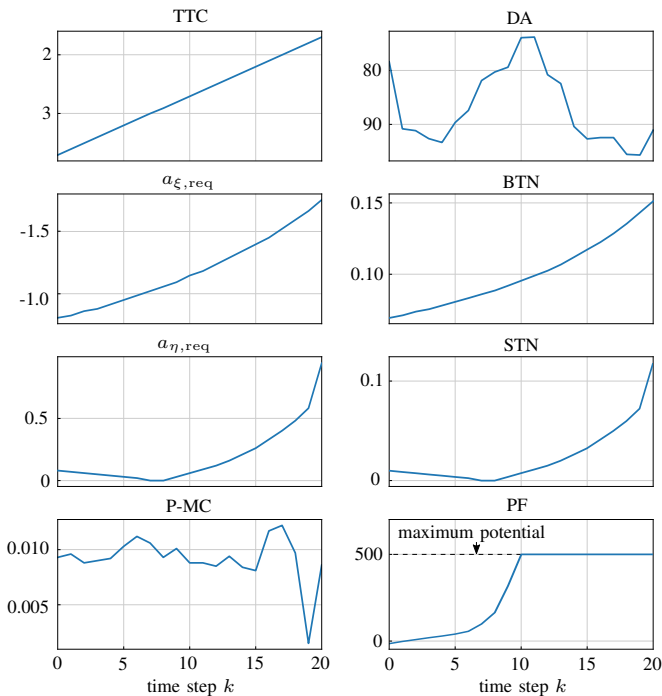 TTC
2
3
DA
80
90
a_{ξ,req}
-1.5
-1.0
BTN
0.15
0.10
a_{η,req}
0.5
0
STN
0.1
0
P-MC
0.010
0.005
0 5 10 15 20
time step k
PF
maximum potential
500
0
0 5 10 15 20
time step k